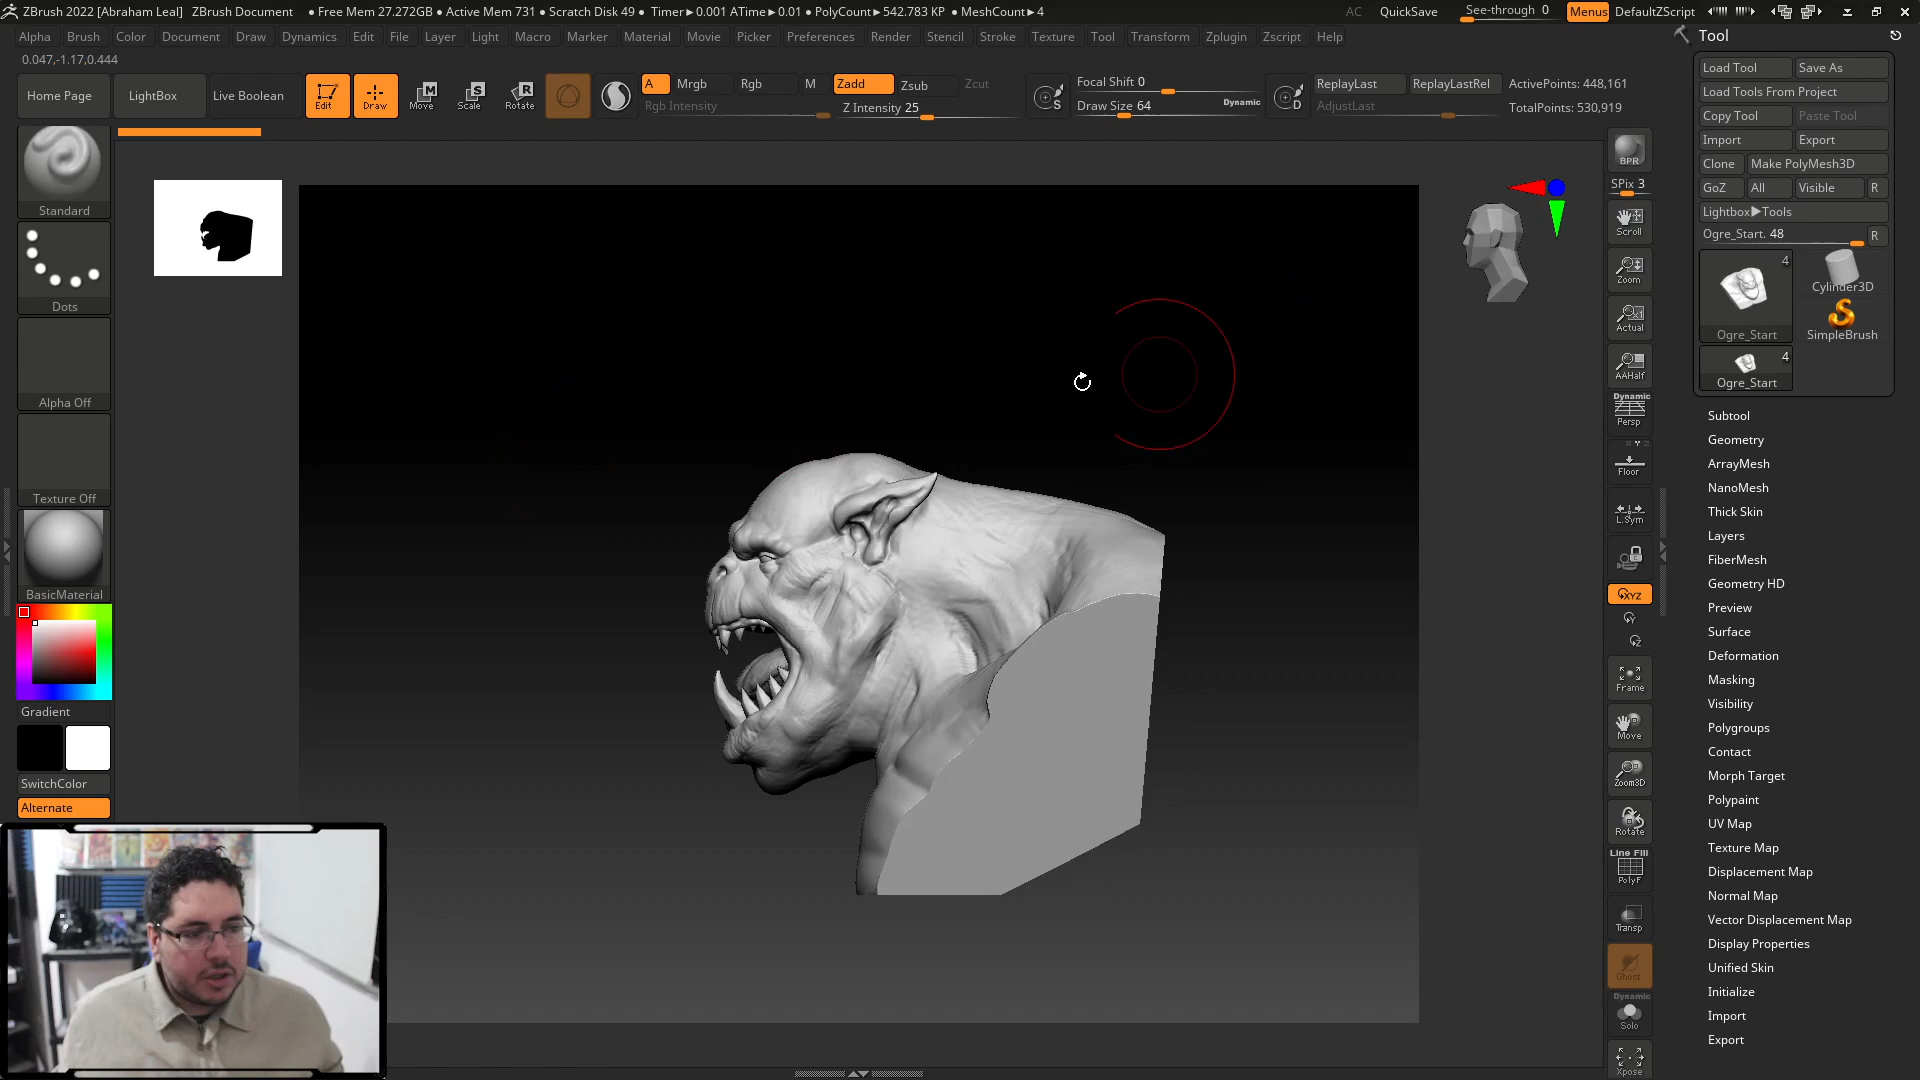 ZBrush 2022 [Abraham Leal] ZBrush Document ● Free Mem 27.272GB ● Active Mem 731 ● Scratch Disk 49 ● Timer►0.001 ATime►0.01 ● PolyCount►542.783 KP ● MeshCount►4 AC QuickSave See-through 0 Menus DefaultZScript
Alpha Brush Color Document Draw Dynamics Edit File Layer Light Macro Marker Material Movie Picker Preferences Render Stencil Stroke Texture Tool Transform Zplugin Zscript Help
0.047,-1.17,0.444
Home Page LightBox Live Boolean Edit Draw Move Scale Rotate
A Mrgb Rgb M Zadd Zsub Zcut
Rgb Intensity Z Intensity 25
S
Focal Shift 0
Draw Size 64 Dynamic
D
ReplayLast ReplayLastRel ActivePoints: 448,161
AdjustLast TotalPoints: 530,919
Standard
Dots
Alpha Off
Texture Off
BasicMaterial
Gradient
SwitchColor
Alternate
BPR
SPix 3
Scroll
Zoom
Actual
AAHalf
Dynamic
Persp
Floor
L.Sym
XYZ
Y
Z
Frame
Move
Zoom3D
Rotate
Line Fill
PolyF
Transp
Ghost
Dynamic
Solo
Xpose
Tool
Load Tool Save As
Load Tools From Project
Copy Tool Paste Tool
Import Export
Clone Make PolyMesh3D
GoZ All Visible R
Lightbox►Tools
Ogre_Start. 48 R
4
Cylinder3D
Ogre_Start SimpleBrush
4
Ogre_Start
Subtool
Geometry
ArrayMesh
NanoMesh
Thick Skin
Layers
FiberMesh
Geometry HD
Preview
Surface
Deformation
Masking
Visibility
Polygroups
Contact
Morph Target
Polypaint
UV Map
Texture Map
Displacement Map
Normal Map
Vector Displacement Map
Display Properties
Unified Skin
Initialize
Import
Export